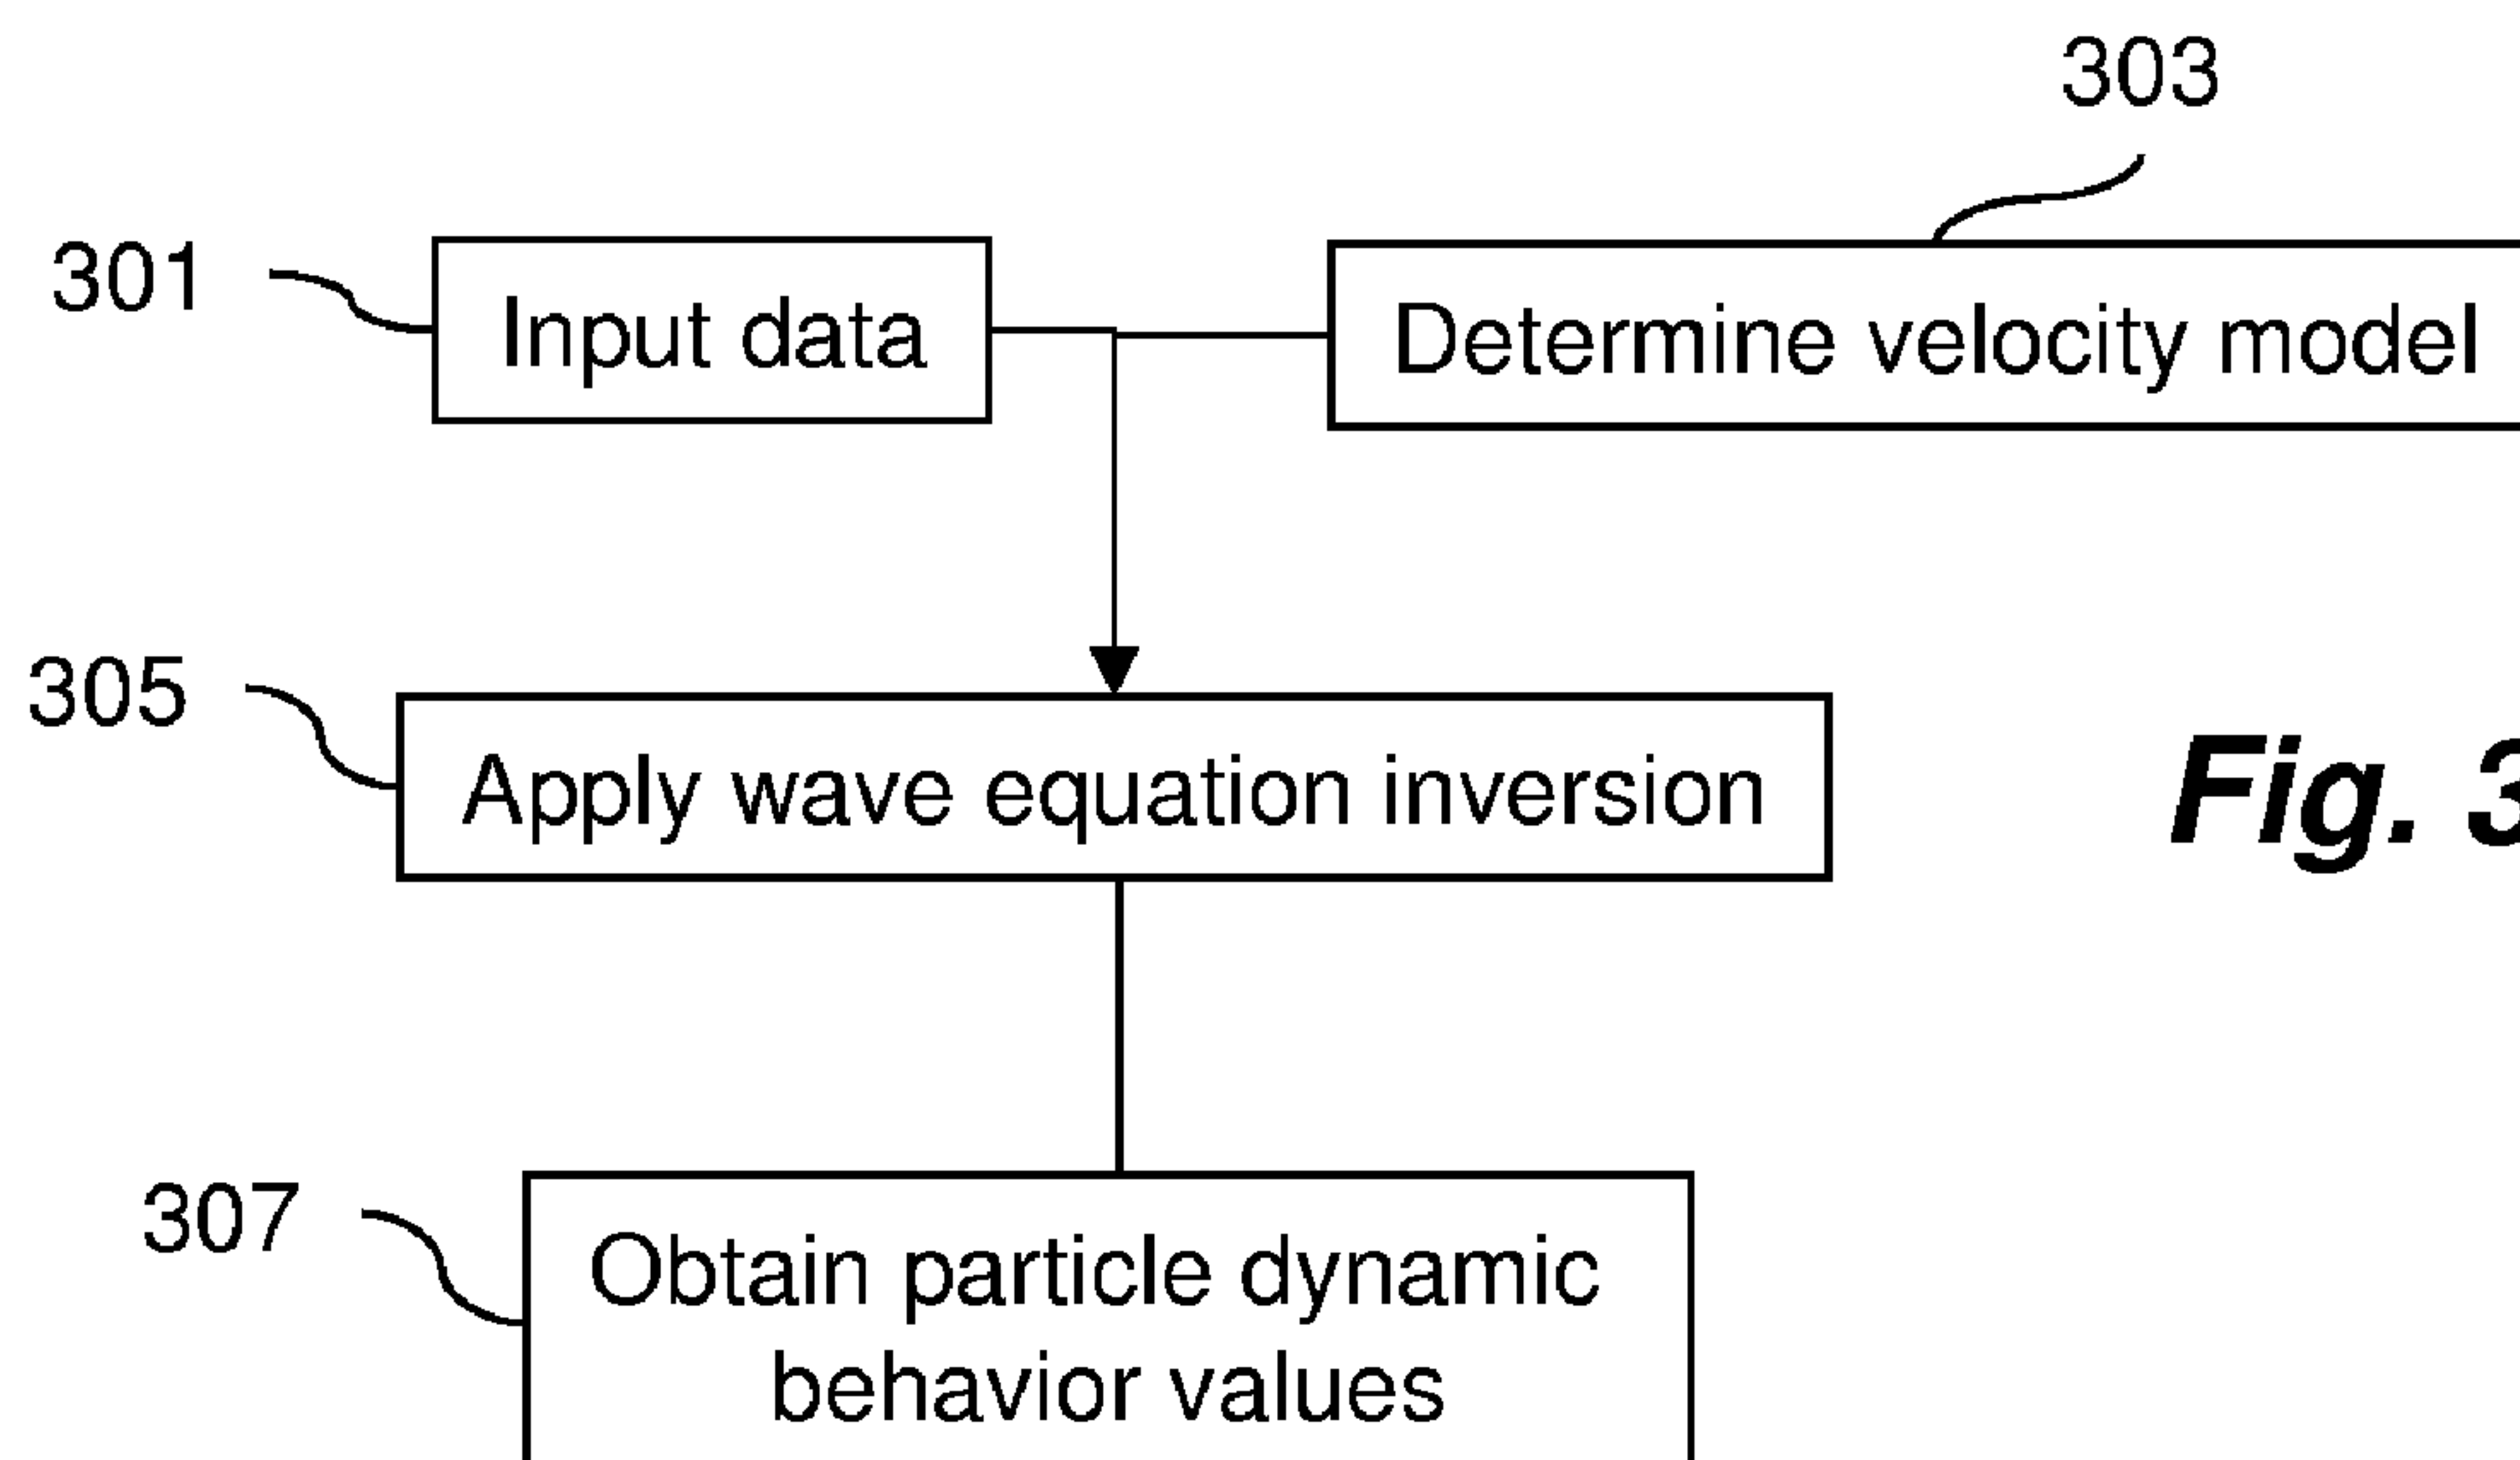 303
301
Input data
Determine velocity model
305
Apply wave equation inversion
Fig. 3
307
Obtain particle dynamic
behavior values